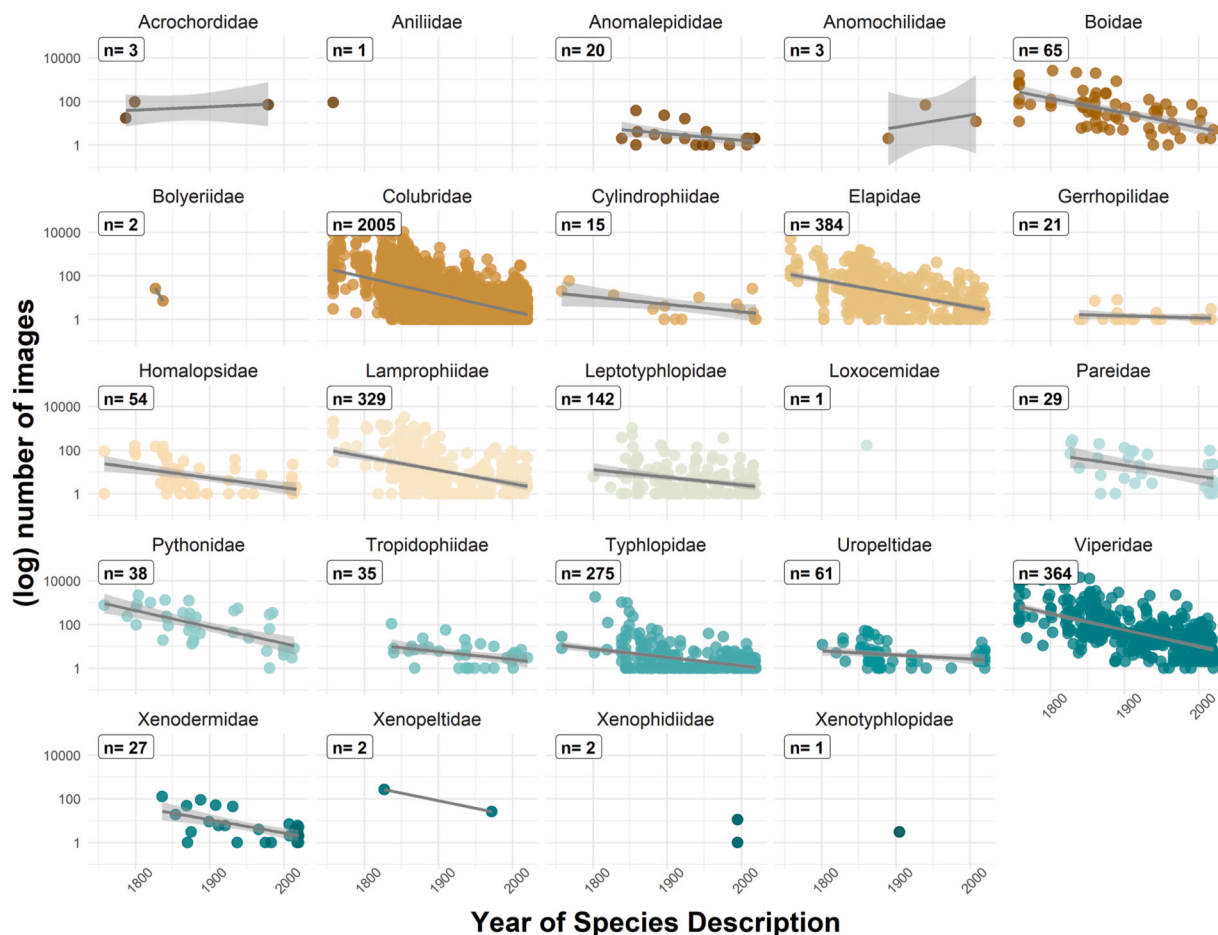 Acrochordidae Aniliidae Anomalepididae Anomochilidae Boidae
n= 3 n= 1 n= 20 n= 3 n= 65
10000
100
1
Bolyeriidae Colubridae Cylindrophiidae Elapidae Gerrhopilidae
n= 2 n= 2005 n= 15 n= 384 n= 21
10000
100
1
Homalopsidae Lamprophiidae Leptotyphlopidae Loxocemidae Pareidae
n= 54 n= 329 n= 142 n= 1 n= 29
10000
100
1
Pythonidae Tropidophiidae Typhlopidae Uropeltidae Viperidae
n= 38 n= 35 n= 275 n= 61 n= 364
10000
100
1
1800 1900 2000
Xenodermidae Xenopeltidae Xenophidiidae Xenotyphlopidae
n= 27 n= 2 n= 2 n= 1
10000
100
1
1800 1900 2000 1800 1900 2000 1800 1900 2000 1800 1900 2000
(log) number of images
Year of Species Description